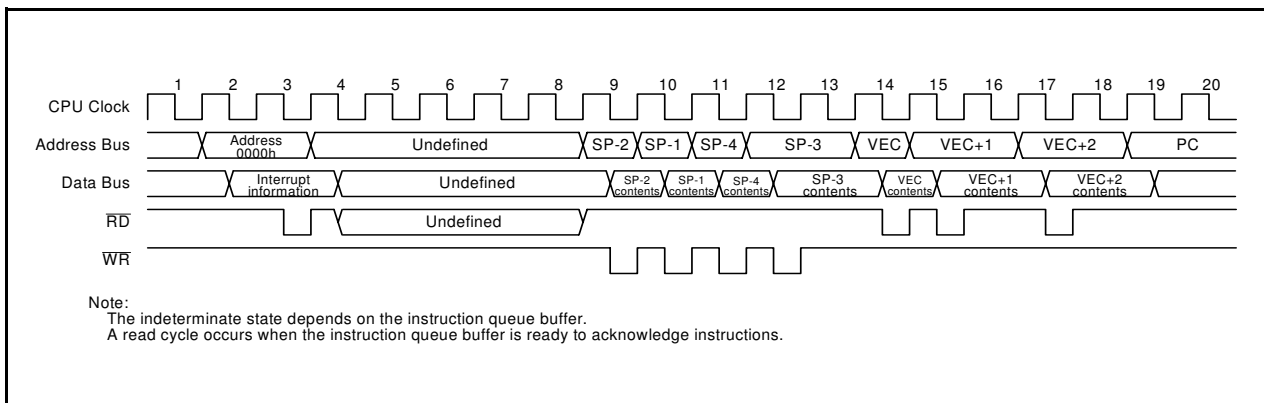 1 2 3 4 5 6 7 8 9 10 11 12 13 14 15 16 17 18 19 20
CPU Clock
Address Bus Address 0000h Undefined SP-2 SP-1 SP-4 SP-3 VEC VEC+1 VEC+2 PC
Data Bus Interrupt information Undefined SP-2 contents SP-1 contents SP-4 contents SP-3 contents VEC contents VEC+1 contents VEC+2 contents
RD Undefined
WR
Note:
The indeterminate state depends on the instruction queue buffer.
A read cycle occurs when the instruction queue buffer is ready to acknowledge instructions.